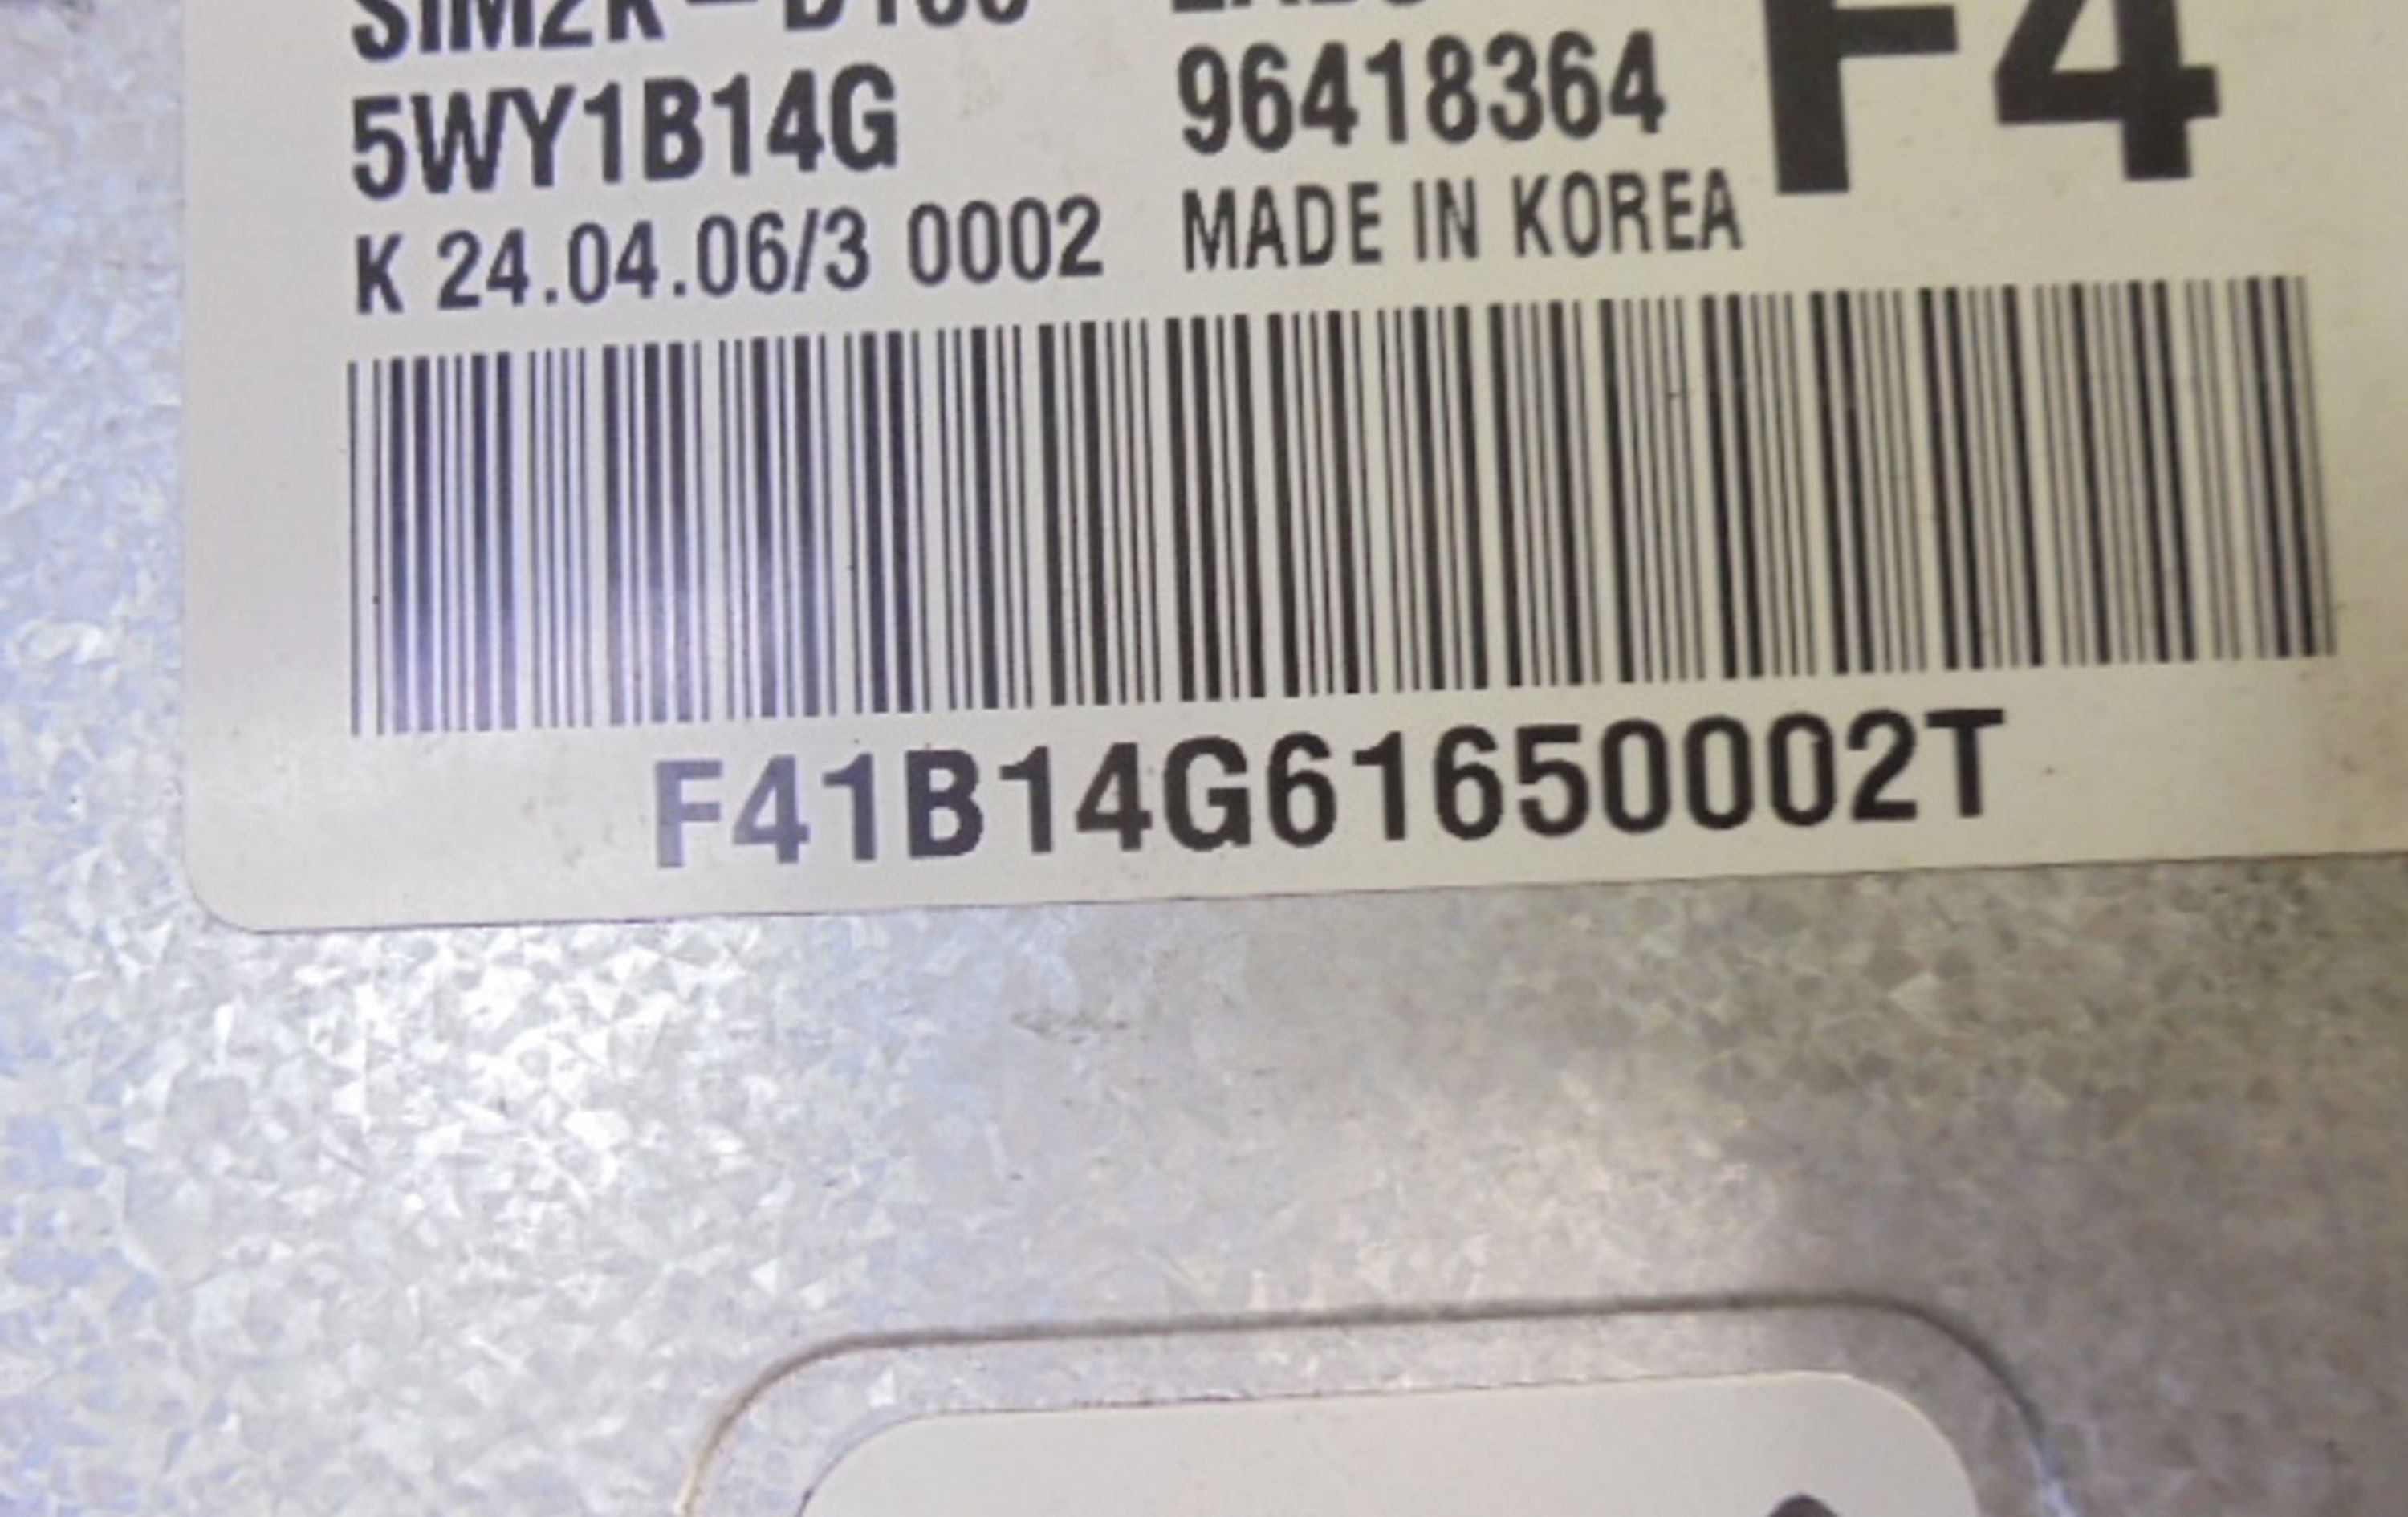 5WY1B14G 96418364 F4
K 24.04.06/3 0002 MADE IN KOREA
F41B14G61650002T